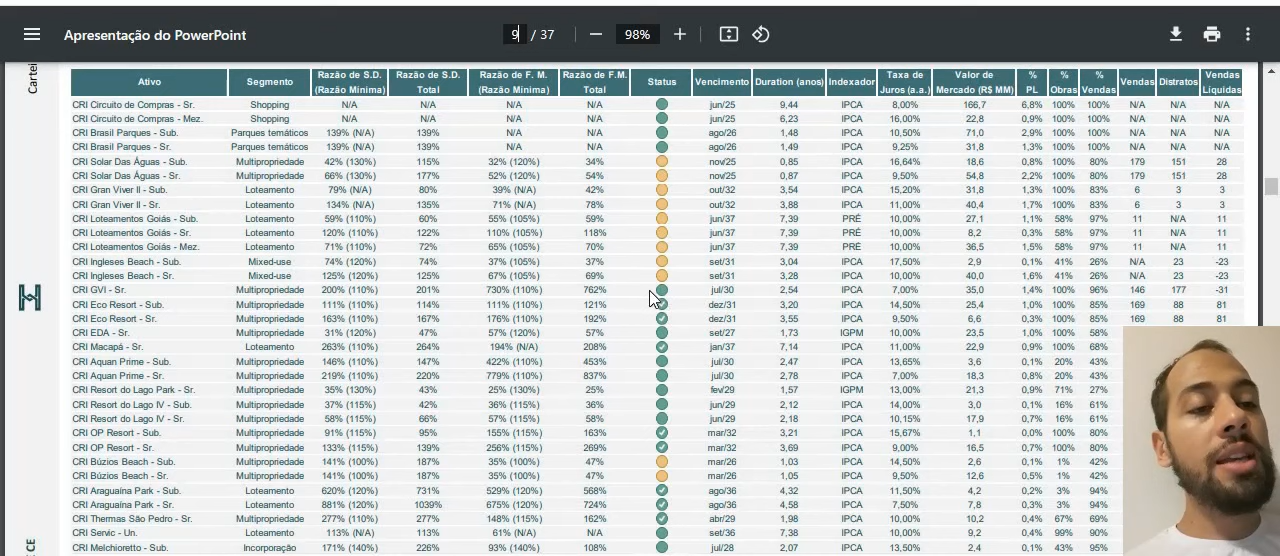 Apresentação do PowerPoint
9 / 37
98%
Cartei
Ativo Segmento Razão de S.D. (Razão Mínima) Razão de S.D. Total Razão de F. M. (Razão Mínima) Razão de F.M. Total Status Vencimento Duration (anos) Indexador Taxa de Juros (a.a.) Valor de Mercado (R$ MM) % PL % Obras % Vendas Vendas Distratos Vendas Líquidas
CRI Circuito de Compras - Sr. Shopping N/A N/A N/A N/A jun/25 9,44 IPCA 8,00% 166,7 6,8% 100% 100% N/A N/A N/A
CRI Circuito de Compras - Mez. Shopping N/A N/A N/A N/A jun/25 6,23 IPCA 16,00% 22,8 0,9% 100% 100% N/A N/A N/A
CRI Brasil Parques - Sub. Parques temáticos 139% (N/A) 139% N/A N/A ago/26 1,48 IPCA 10,50% 71,0 2,9% 100% 100% N/A N/A N/A
CRI Brasil Parques - Sr. Parques temáticos 139% (N/A) 139% N/A N/A ago/26 1,49 IPCA 9,25% 31,8 1,3% 100% 100% N/A N/A N/A
CRI Solar Das Águas - Sub. Multipropriedade 42% (130%) 115% 32% (120%) 34% nov/25 0,85 IPCA 16,64% 18,6 0,8% 100% 80% 179 151 28
CRI Solar Das Águas - Sr. Multipropriedade 66% (130%) 177% 52% (120%) 54% nov/25 0,87 IPCA 9,50% 54,8 2,2% 100% 80% 179 151 28
CRI Gran Viver II - Sub. Loteamento 79% (N/A) 80% 39% (N/A) 42% out/32 3,54 IPCA 15,20% 31,8 1,3% 100% 83% 6 3 3
CRI Gran Viver II - Sr. Loteamento 134% (N/A) 135% 71% (N/A) 78% out/32 3,88 IPCA 11,00% 40,4 1,7% 100% 83% 6 3 3
CRI Loteamentos Goiás - Sub. Loteamento 59% (110%) 60% 55% (105%) 59% jun/37 7,39 PRÉ 10,00% 27,1 1,1% 58% 97% 11 N/A 11
CRI Loteamentos Goiás - Sr. Loteamento 120% (110%) 122% 110% (105%) 118% jun/37 7,39 PRÉ 10,00% 8,2 0,3% 58% 97% 11 N/A 11
CRI Loteamentos Goiás - Mez. Loteamento 71% (110%) 72% 65% (105%) 70% jun/37 7,39 PRÉ 10,00% 36,5 1,5% 58% 97% 11 N/A 11
CRI Ingleses Beach - Sub. Mixed-use 74% (120%) 74% 37% (105%) 37% set/31 3,04 IPCA 17,50% 2,9 0,1% 41% 26% N/A 23 -23
CRI Ingleses Beach - Sr. Mixed-use 125% (120%) 125% 67% (105%) 69% set/31 3,28 IPCA 10,00% 40,0 1,6% 41% 26% N/A 23 -23
CRI GVI - Sr. Multipropriedade 200% (110%) 201% 730% (110%) 762% jul/30 2,54 IPCA 7,00% 35,0 1,4% 100% 96% 146 177 -31
CRI Eco Resort - Sub. Multipropriedade 111% (110%) 114% 111% (110%) 121% dez/31 3,20 IPCA 14,50% 25,4 1,0% 100% 85% 169 88 81
CRI Eco Resort - Sr. Multipropriedade 163% (110%) 167% 176% (110%) 192% dez/31 3,55 IPCA 9,50% 6,6 0,3% 100% 85% 169 88 81
CRI EDA - Sr. Multipropriedade 31% (120%) 47% 57% (120%) 57% set/27 1,73 IGPM 10,00% 23,5 1,0% 100% 58%
CRI Macapá - Sr. Loteamento 263% (110%) 264% 194% (N/A) 208% jan/37 7,14 IPCA 11,00% 22,9 0,9% 100% 68%
CRI Aquan Prime - Sub. Multipropriedade 146% (110%) 147% 422% (110%) 453% jul/30 2,47 IPCA 13,65% 3,6 0,1% 20% 43%
CRI Aquan Prime - Sr. Multipropriedade 219% (110%) 220% 779% (110%) 837% jul/30 2,78 IPCA 7,00% 18,3 0,8% 20% 43%
CRI Resort do Lago Park - Sr. Multipropriedade 35% (130%) 43% 25% (130%) 25% fev/29 1,57 IGPM 13,00% 21,3 0,9% 71% 27%
CRI Resort do Lago IV - Sub. Multipropriedade 37% (115%) 42% 36% (115%) 36% jun/29 2,12 IPCA 14,00% 3,0 0,1% 16% 61%
CRI Resort do Lago IV - Sr. Multipropriedade 58% (115%) 66% 57% (115%) 58% jun/29 2,18 IPCA 10,15% 17,9 0,7% 16% 61%
CRI OP Resort - Sub. Multipropriedade 91% (115%) 95% 155% (115%) 163% mar/32 3,21 IPCA 15,67% 1,1 0,0% 100% 80%
CRI OP Resort - Sr. Multipropriedade 133% (115%) 139% 256% (115%) 269% mar/32 3,69 IPCA 9,00% 16,5 0,7% 100% 80%
CRI Búzios Beach - Sub. Multipropriedade 141% (100%) 187% 35% (100%) 47% mar/26 1,03 IPCA 14,50% 2,6 0,1% 1% 42%
CRI Búzios Beach - Sr. Multipropriedade 141% (100%) 187% 35% (100%) 47% mar/26 1,05 IPCA 9,50% 12,6 0,5% 1% 42%
CRI Araguaína Park - Sub. Loteamento 620% (120%) 731% 529% (120%) 568% ago/36 4,32 IPCA 11,50% 4,2 0,2% 3% 94%
CRI Araguaína Park - Sr. Loteamento 881% (120%) 1039% 675% (120%) 724% ago/36 4,58 IPCA 7,50% 7,8 0,3% 3% 94%
CRI Thermas São Pedro - Sr. Multipropriedade 277% (110%) 277% 148% (115%) 162% abr/29 1,98 IPCA 10,00% 10,2 0,4% 67% 69%
CRI Servic - Un. Loteamento 113% (N/A) 113% 61% (N/A) N/A set/36 7,38 IPCA 10,00% 9,2 0,4% 99% 90%
CRI Melchioretto - Sub. Incorporação 171% (140%) 226% 93% (140%) 108% jul/28 2,07 IPCA 13,50% 2,4 0,1% 43% 95%
CE